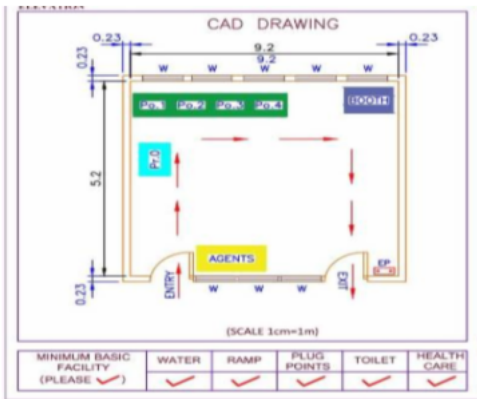 ELEVATION
CAD DRAWING
0.23
9.2
0.23
9.2
0.23
W W W W W
Po.1 Po.2 Po.3 Po.4
BOOTH
Pr.O
5.2
AGENTS
EP
0.23
ENTRY
W W W
EXIT
(SCALE 1cm=1m)
MINIMUM BASIC
FACILITY
(PLEASE ✓)
WATER
RAMP
PLUG
POINTS
TOILET
HEALTH
CARE